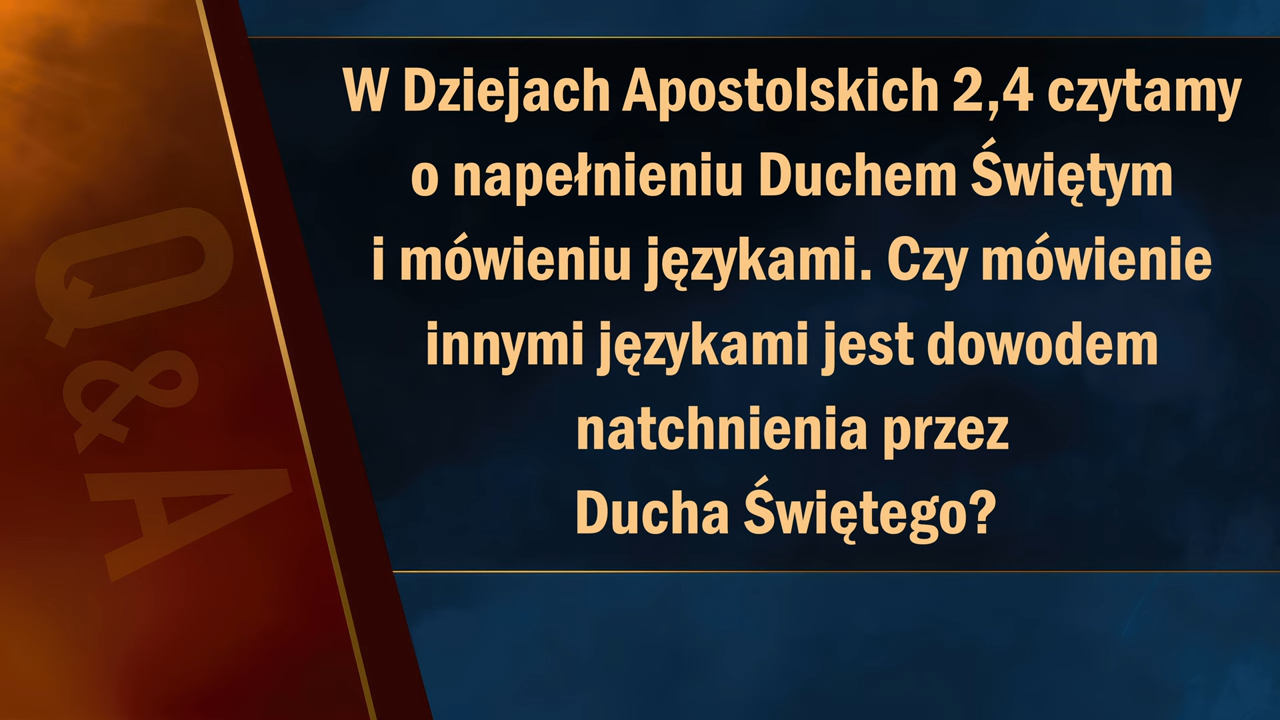 W Dziejach Apostolskich 2,4 czytamy
o napełnieniu Duchem Świętym
i mówieniu językami. Czy mówienie
innymi językami jest dowodem
natchnienia przez
Ducha Świętego?
Q&A